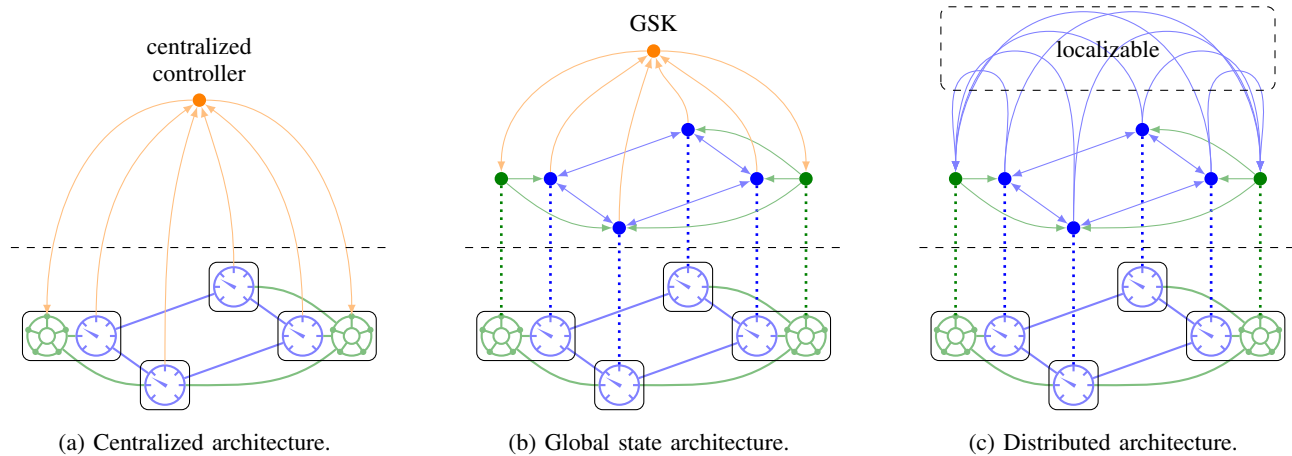 centralized
controller
GSK
localizable
(a) Centralized architecture.
(b) Global state architecture.
(c) Distributed architecture.